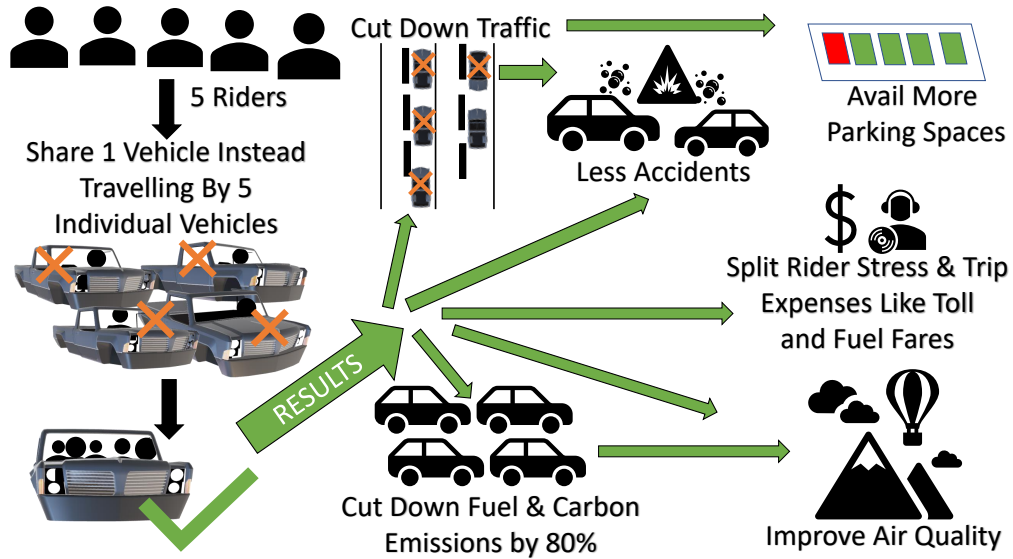 5 Riders
Share 1 Vehicle Instead
Travelling By 5
Individual Vehicles
RESULTS
Cut Down Traffic
Less Accidents
Avail More
Parking Spaces
$
Split Rider Stress & Trip
Expenses Like Toll
and Fuel Fares
Cut Down Fuel & Carbon
Emissions by 80%
Improve Air Quality